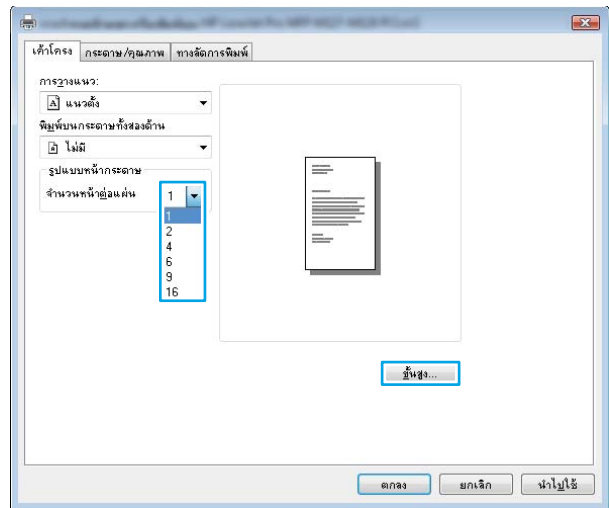 เค้าโครง กระดาษ/คุณภาพ ทางลัดการพิมพ์
การวางแนว:
A แนวตั้ง
พิมพ์บนกระดาษทั้งสองด้าน
ไม่มี
รูปแบบหน้ากระดาษ
จำนวนหน้าต่อแผ่น 1
1
2
4
6
9
16
ขั้นสูง...
ตกลง ยกเลิก นำไปใช้